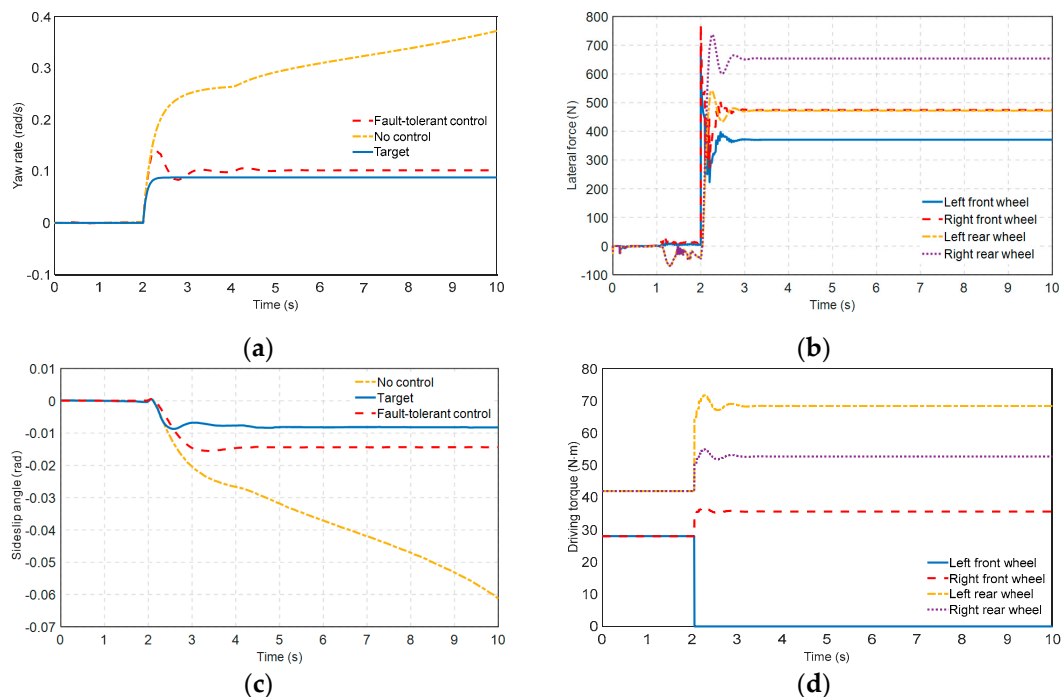 0.4
0.3
0.2
0.1
0
-0.1
Yaw rate (rad/s)
Fault-tolerant control
No control
Target
0 1 2 3 4 5 6 7 8 9 10
Time (s)
(a)
800
700
600
500
400
300
200
100
0
-100
Lateral force (N)
Left front wheel
Right front wheel
Left rear wheel
Right rear wheel
0 1 2 3 4 5 6 7 8 9 10
Time (s)
(b)
0.01
0
-0.01
-0.02
-0.03
-0.04
-0.05
-0.06
-0.07
Sideslip angle (rad)
No control
Target
Fault-tolerant control
0 1 2 3 4 5 6 7 8 9 10
Time (s)
(c)
80
70
60
50
40
30
20
10
0
Driving torque (N·m)
Left front wheel
Right front wheel
Left rear wheel
Right rear wheel
0 1 2 3 4 5 6 7 8 9 10
Time (s)
(d)